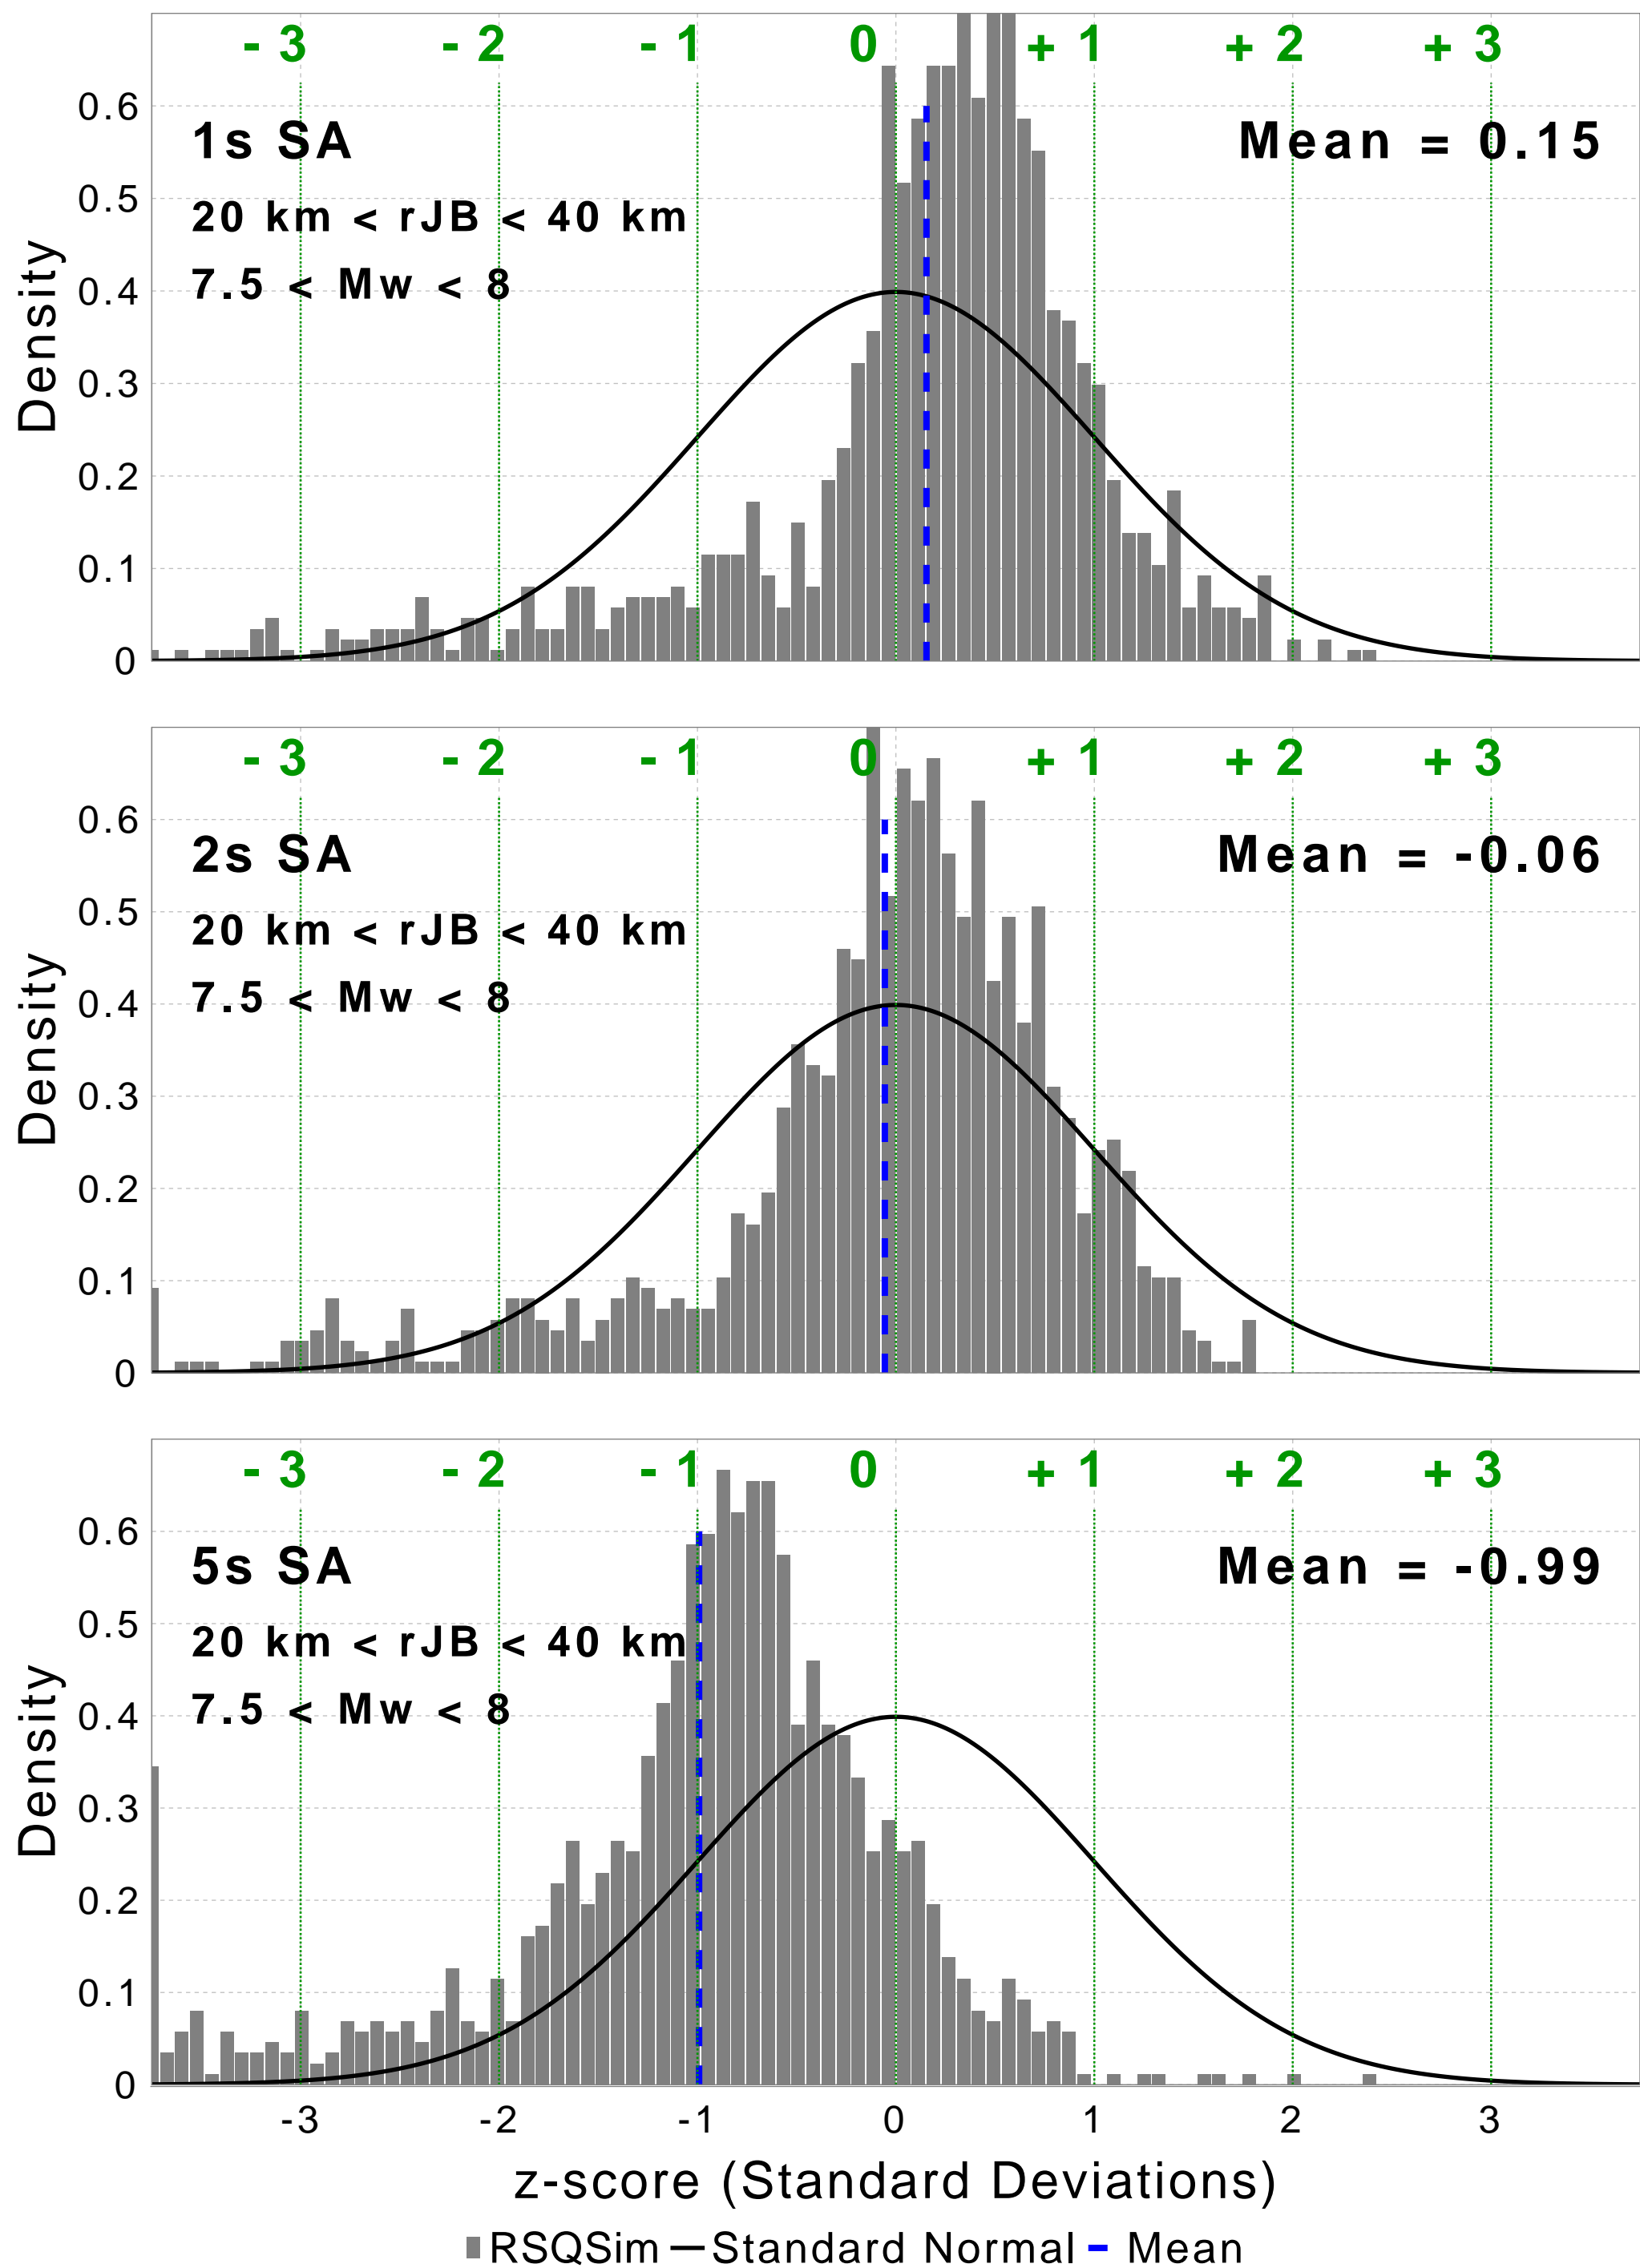 - 3 - 2 - 1 0 + 1 + 2 + 3
0.6
1s SA Mean = 0.15
0.5
20 km < rJB < 40 km
7.5 < Mw < 8
0.4
Density
0.3
0.2
0.1
0
- 3 - 2 - 1 0 + 1 + 2 + 3
0.6
2s SA Mean = -0.06
0.5
20 km < rJB < 40 km
7.5 < Mw < 8
0.4
Density
0.3
0.2
0.1
0
- 3 - 2 - 1 0 + 1 + 2 + 3
0.6
5s SA Mean = -0.99
0.5
20 km < rJB < 40 km
7.5 < Mw < 8
0.4
Density
0.3
0.2
0.1
0
-3 -2 -1 0 1 2 3
z-score (Standard Deviations)
RSQSim Standard Normal Mean